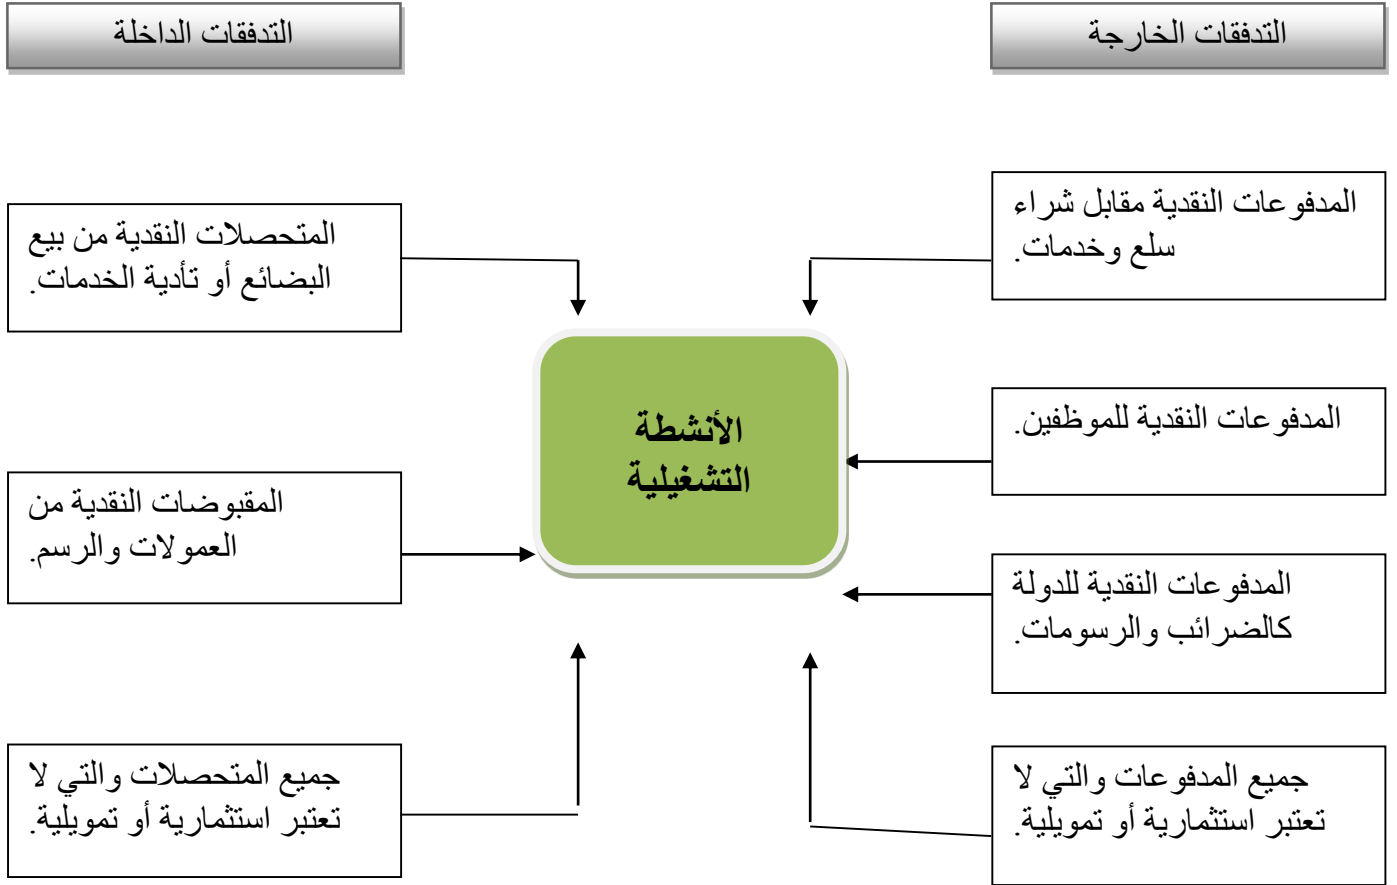 التدفقات الخارجة
التدفقات الداخلة
المدفوعات النقدية مقابل شراء
سلع وخدمات.
المتحصلات النقدية من بيع
البضائع أو تأدية الخدمات.
الأنشطة
التشغيلية
المدفوعات النقدية للموظفين.
المقبوضات النقدية من
العمولات والرسم.
المدفوعات النقدية للدولة
كالضرائب والرسومات.
جميع المدفوعات والتي لا
تعتبر استثمارية أو تمويلية.
جميع المتحصلات والتي لا
تعتبر استثمارية أو تمويلية.